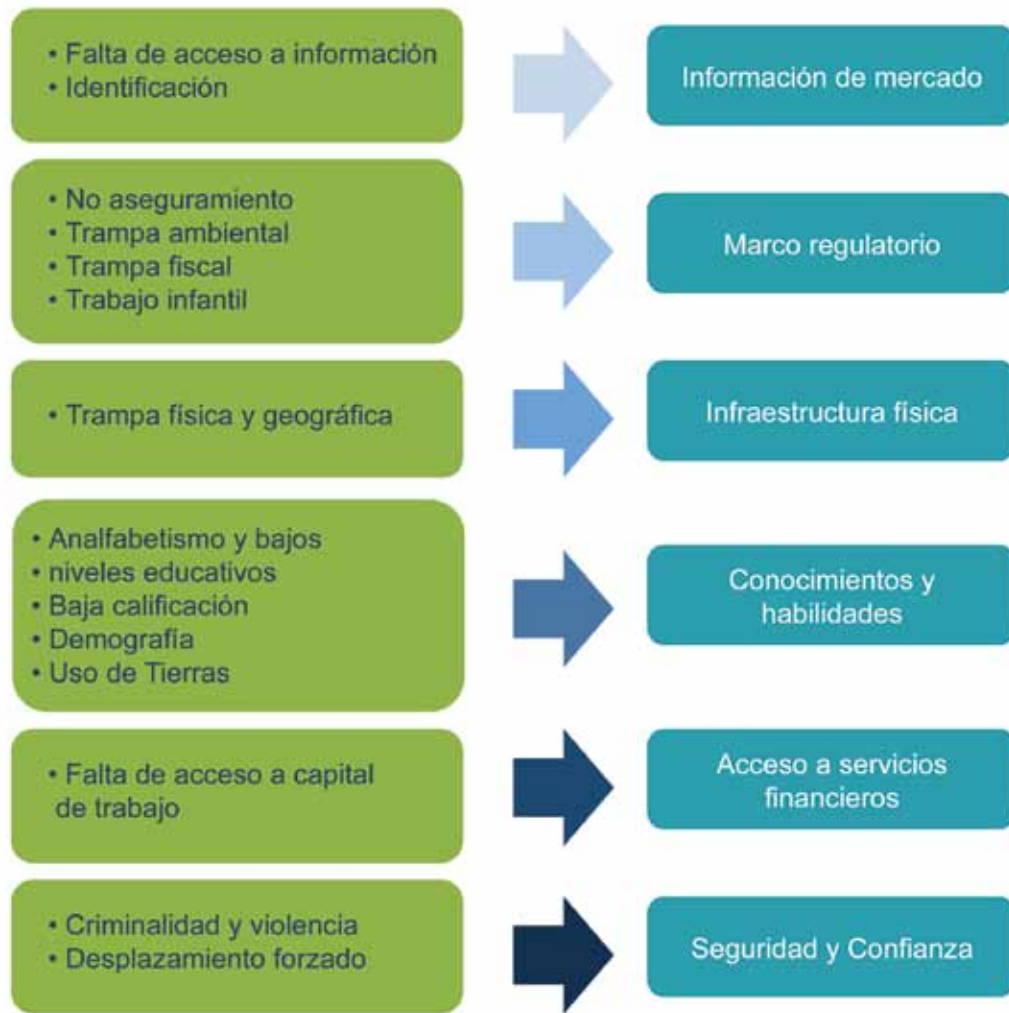 • Falta de acceso a información
• Identificación
Información de mercado
• No aseguramiento
• Trampa ambiental
• Trampa fiscal
• Trabajo infantil
Marco regulatorio
• Trampa física y geográfica
Infraestructura física
• Analfabetismo y bajos
• niveles educativos
• Baja calificación
• Demografía
• Uso de Tierras
Conocimientos y
habilidades
• Falta de acceso a capital
de trabajo
Acceso a servicios
financieros
• Criminalidad y violencia
• Desplazamiento forzado
Seguridad y Confianza